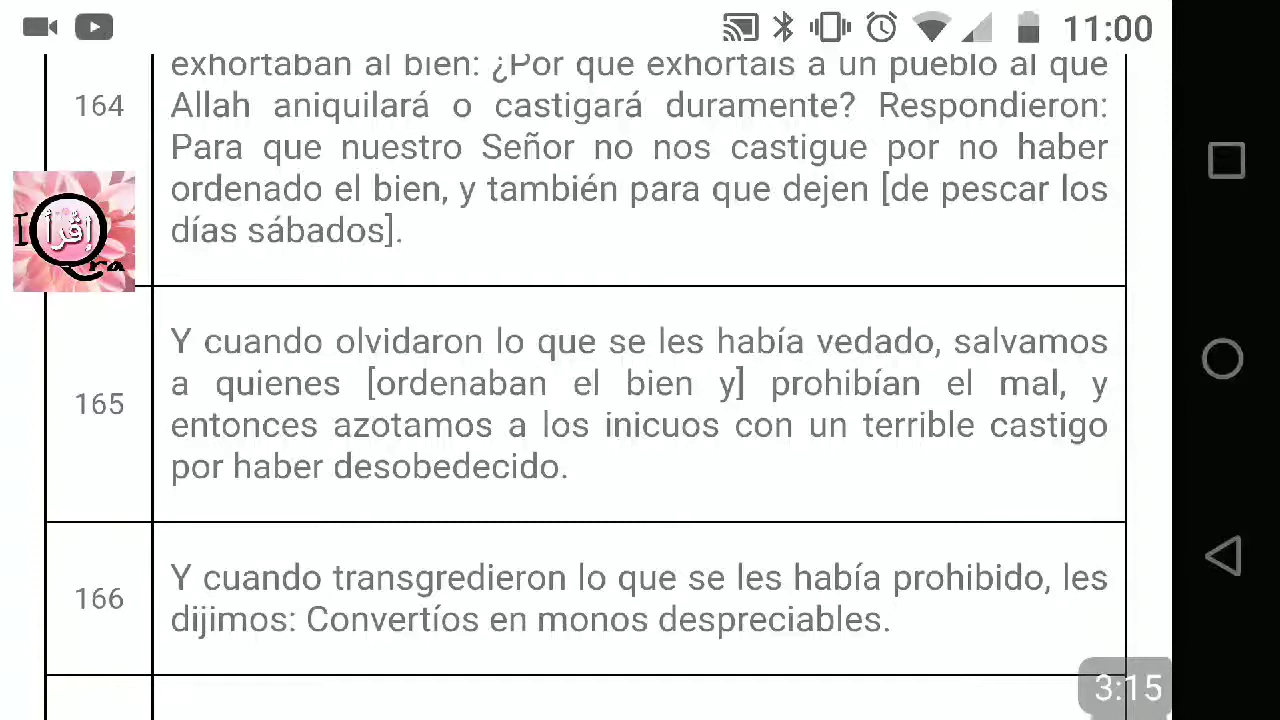 11:00
exhortaban al bien: ¿Por qué exhortáis a un pueblo al que
164
Allah aniquilará o castigará duramente? Respondieron:
Para que nuestro Señor no nos castigue por no haber
ordenado el bien, y también para que dejen [de pescar los
días sábados].
إقرأ
I
Qra
Y cuando olvidaron lo que se les había vedado, salvamos
a quienes [ordenaban el bien y] prohibían el mal, y
165
entonces azotamos a los inicuos con un terrible castigo
por haber desobedecido.
Y cuando transgredieron lo que se les había prohibido, les
166
dijimos: Convertíos en monos despreciables.
3:15